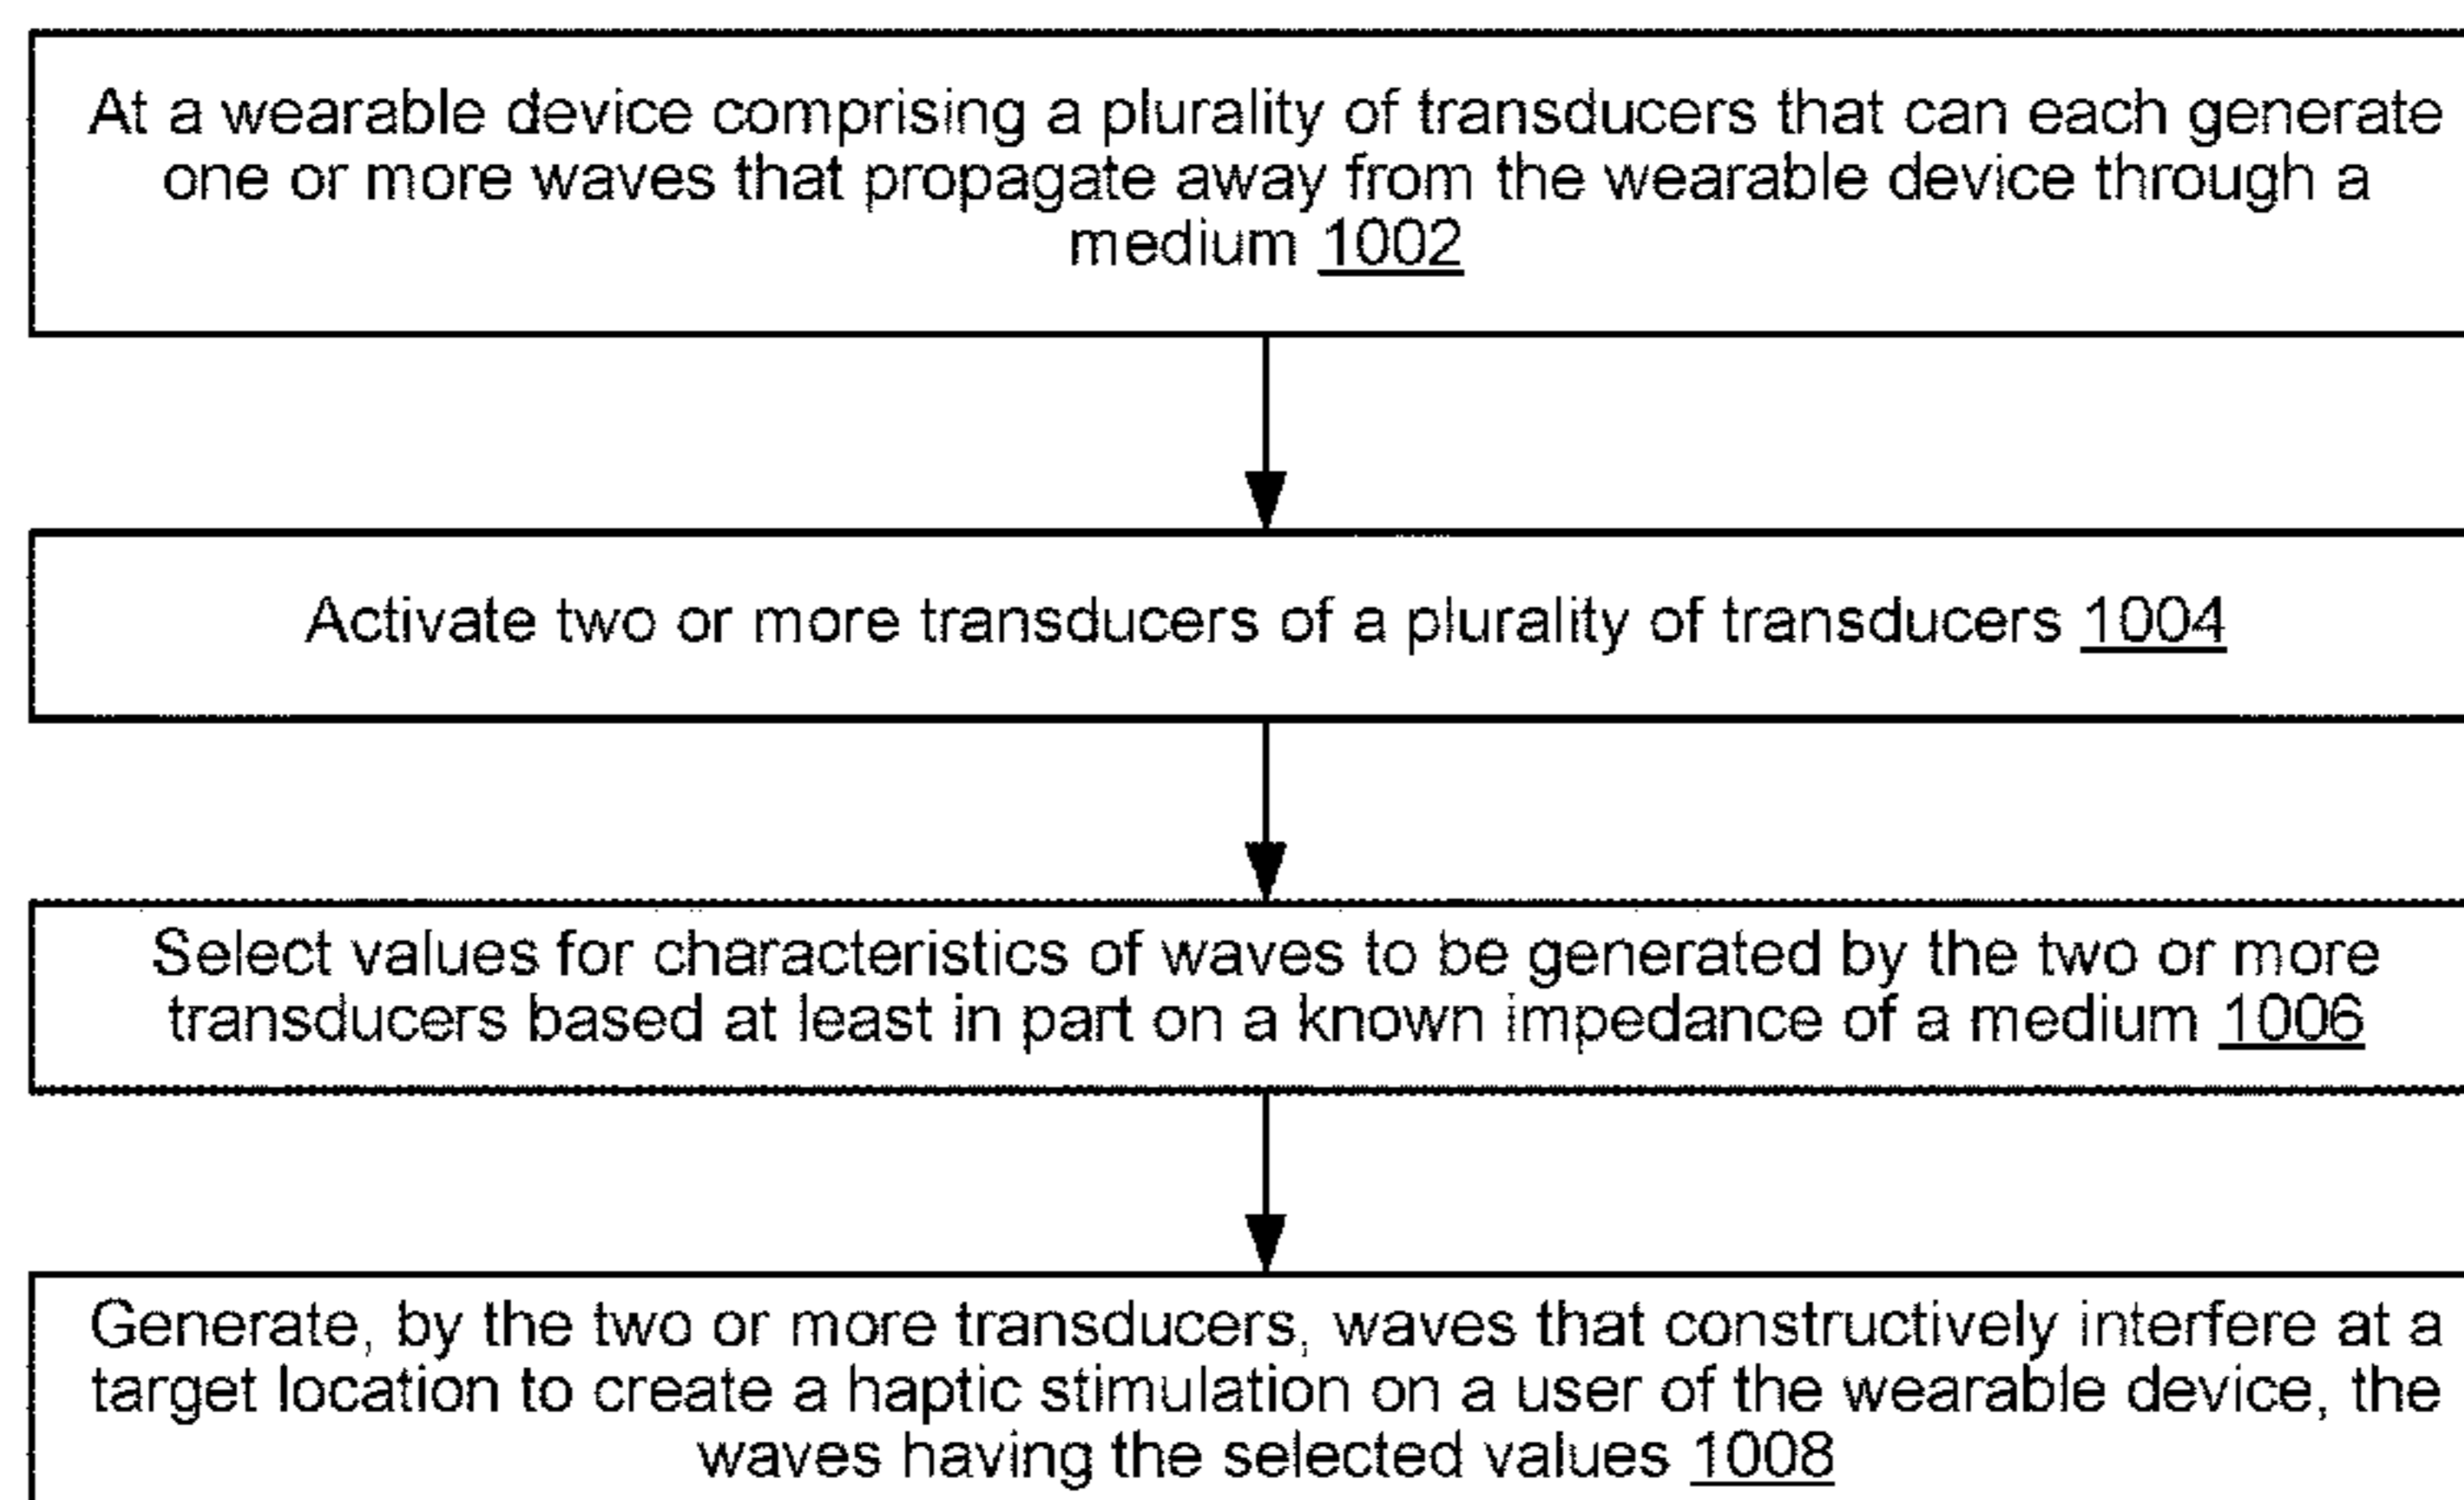 At a wearable device comprising a plurality of transducers that can each generate
one or more waves that propagate away from the wearable device through a
medium 1002
Activate two or more transducers of a plurality of transducers 1004
Select values for characteristics of waves to be generated by the two or more
transducers based at least in part on a known impedance of a medium 1006
Generate, by the two or more transducers, waves that constructively interfere at a
target location to create a haptic stimulation on a user of the wearable device, the
waves having the selected values 1008